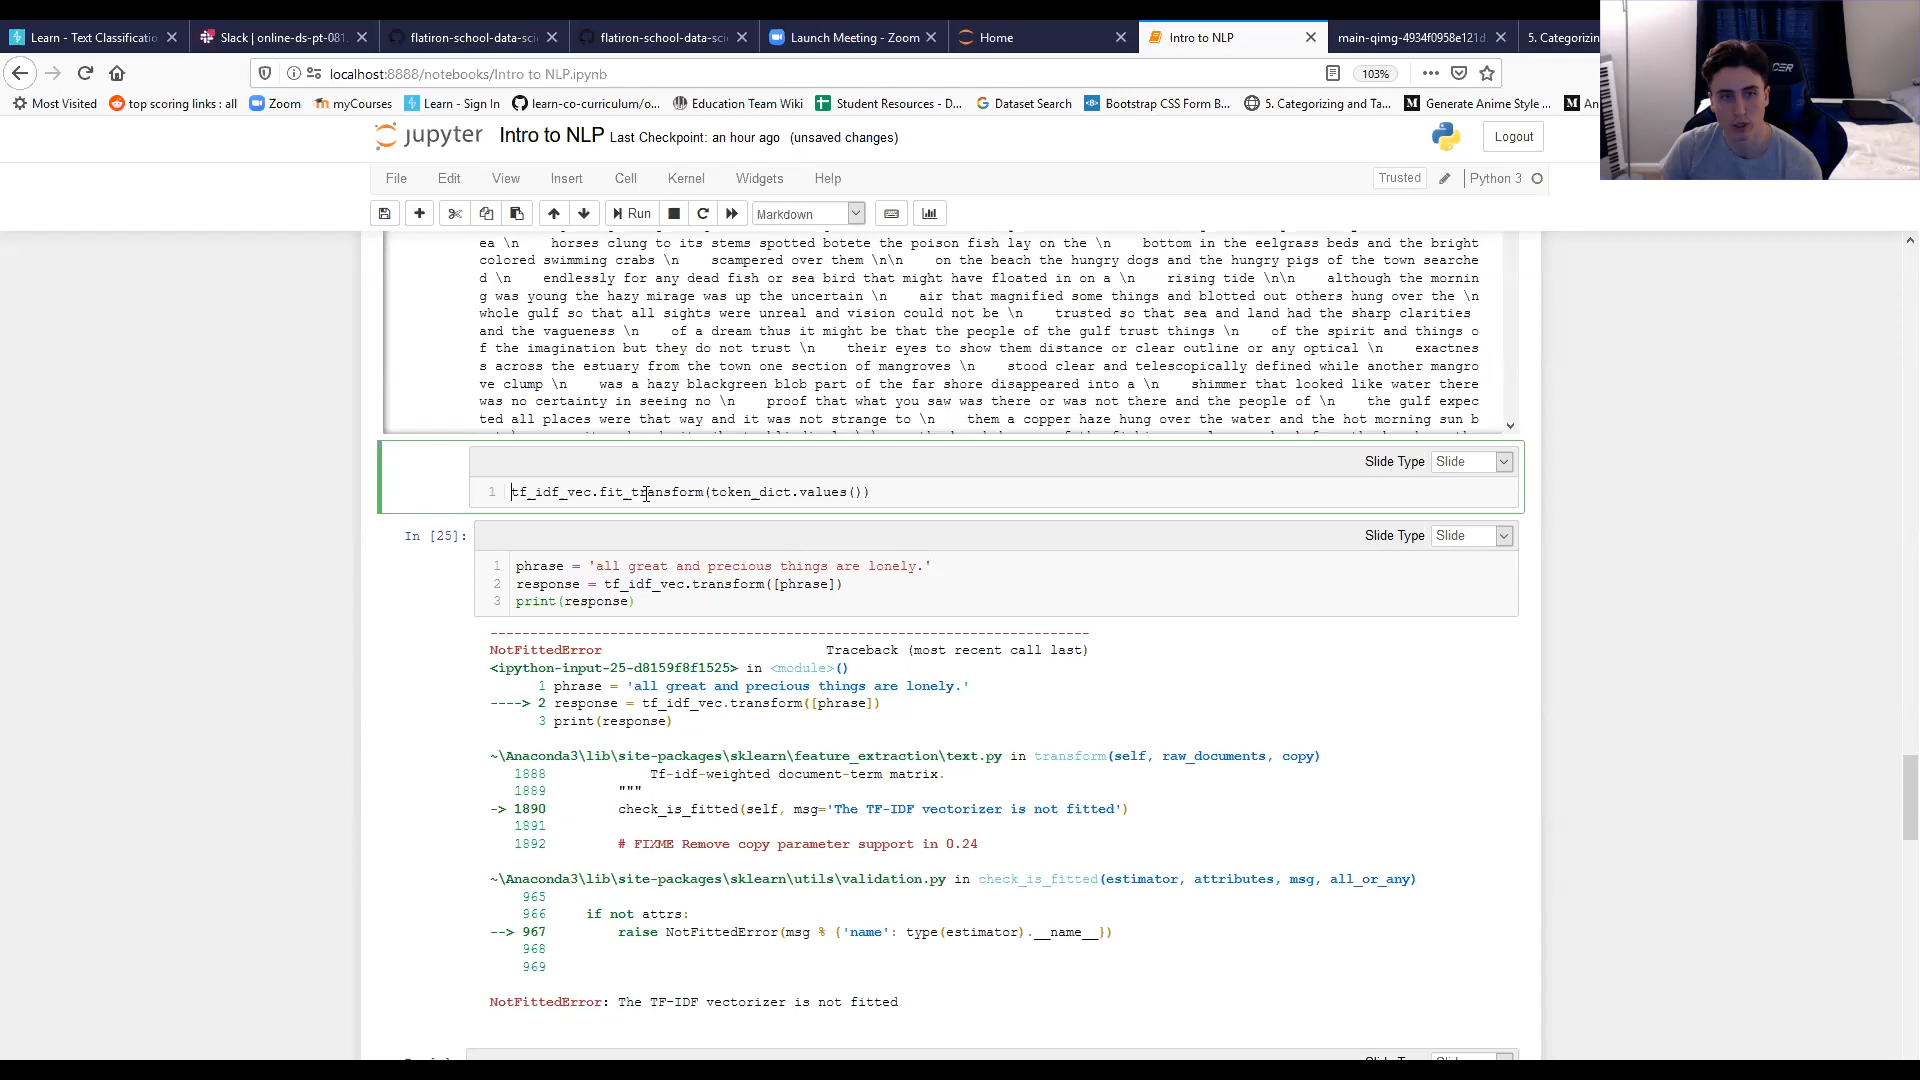 Learn - Text Classificatio
Slack | online-ds-pt-081
flatiron-school-data-sci
flatiron-school-data-sci
Launch Meeting - Zoom
Home
Intro to NLP
main-qimg-4934f0958e121d
5. Categorizin
localhost:8888/notebooks/Intro to NLP.ipynb
103%
Most Visited
top scoring links : all
Zoom
myCourses
Learn - Sign In
learn-co-curriculum/o...
Education Team Wiki
Student Resources - D...
Dataset Search
Bootstrap CSS Form B...
5. Categorizing and Ta...
Generate Anime Style ...
An
jupyter Intro to NLP Last Checkpoint: an hour ago (unsaved changes)
Logout
File Edit View Insert Cell Kernel Widgets Help
Trusted
Python 3
Run
Markdown
ea \n horses clung to its stems spotted botete the poison fish lay on the \n bottom in the eelgrass beds and the bright
colored swimming crabs \n scampered over them \n\n on the beach the hungry dogs and the hungry pigs of the town searche
d \n endlessly for any dead fish or sea bird that might have floated in on a \n rising tide \n\n although the mornin
g was young the hazy mirage was up the uncertain \n air that magnified some things and blotted out others hung over the \n
whole gulf so that all sights were unreal and vision could not be \n trusted so that sea and land had the sharp clarities
and the vagueness \n of a dream thus it might be that the people of the gulf trust things \n of the spirit and things o
f the imagination but they do not trust \n their eyes to show them distance or clear outline or any optical \n exactnes
s across the estuary from the town one section of mangroves \n stood clear and telescopically defined while another mangro
ve clump \n was a hazy blackgreen blob part of the far shore disappeared into a \n shimmer that looked like water there
was no certainty in seeing no \n proof that what you saw was there or was not there and the people of \n the gulf expec
ted all places were that way and it was not strange to \n them a copper haze hung over the water and the hot morning sun b
Slide Type Slide
1 tf_idf_vec.fit_transform(token_dict.values())
In [25]:
Slide Type Slide
1 phrase = 'all great and precious things are lonely.'
2 response = tf_idf_vec.transform([phrase])
3 print(response)
---------------------------------------------------------------------------
NotFittedError Traceback (most recent call last)
<ipython-input-25-d8159f8f1525> in <module>()
1 phrase = 'all great and precious things are lonely.'
----> 2 response = tf_idf_vec.transform([phrase])
3 print(response)
~\Anaconda3\lib\site-packages\sklearn\feature_extraction\text.py in transform(self, raw_documents, copy)
1888 Tf-idf-weighted document-term matrix.
1889 """
-> 1890 check_is_fitted(self, msg='The TF-IDF vectorizer is not fitted')
1891
1892 # FIXME Remove copy parameter support in 0.24
~\Anaconda3\lib\site-packages\sklearn\utils\validation.py in check_is_fitted(estimator, attributes, msg, all_or_any)
965
966 if not attrs:
--> 967 raise NotFittedError(msg % {'name': type(estimator).__name__})
968
969
NotFittedError: The TF-IDF vectorizer is not fitted